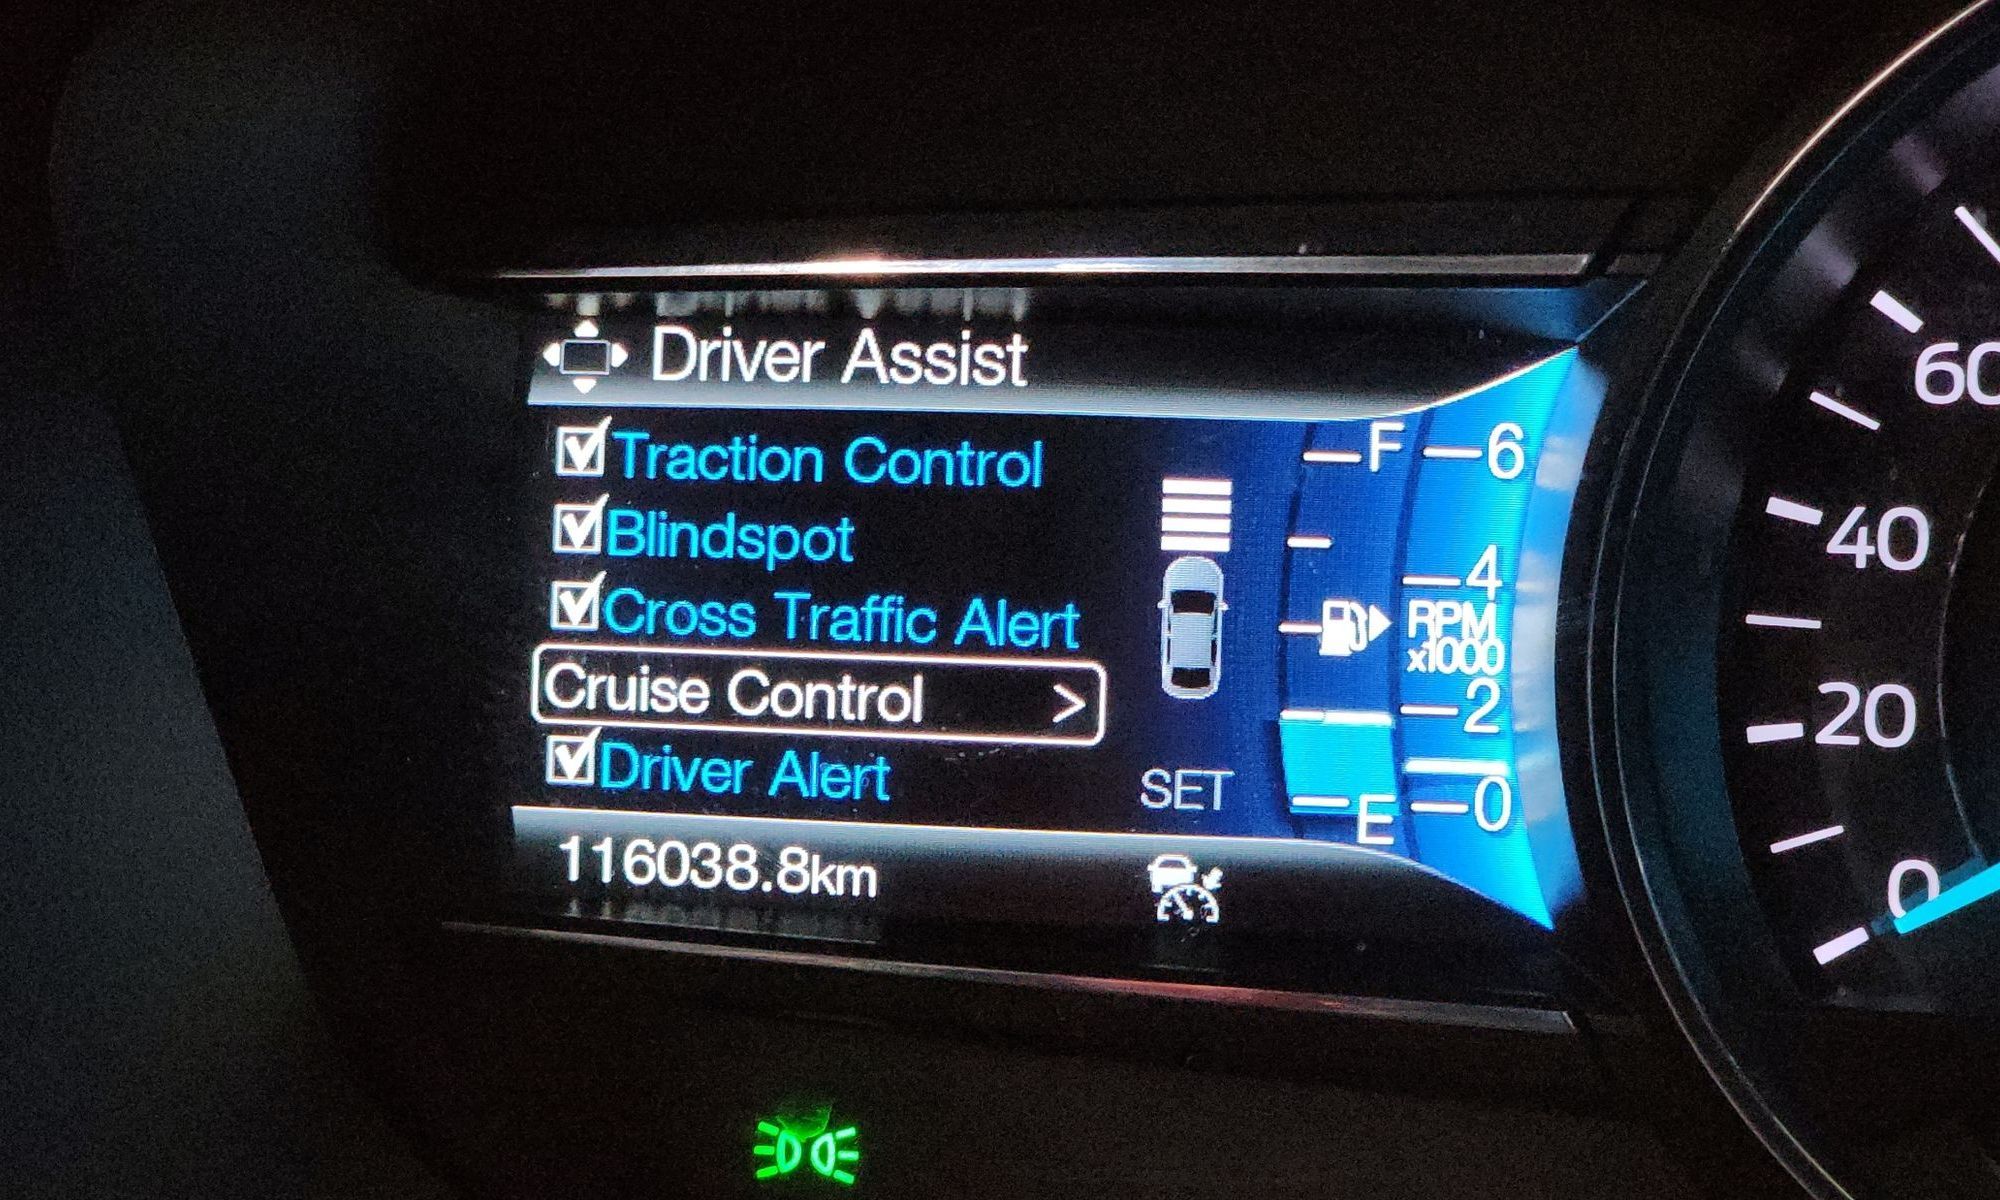 Driver Assist
Traction Control
Blindspot
Cross Traffic Alert
Cruise Control >
Driver Alert
SET
116038.8km
F
E
6
4
RPM
x1000
2
0
60
40
20
0